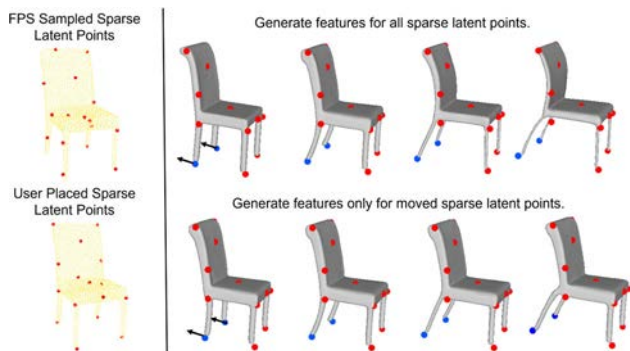 FPS Sampled Sparse
Latent Points
Generate features for all sparse latent points.
User Placed Sparse
Latent Points
Generate features only for moved sparse latent points.